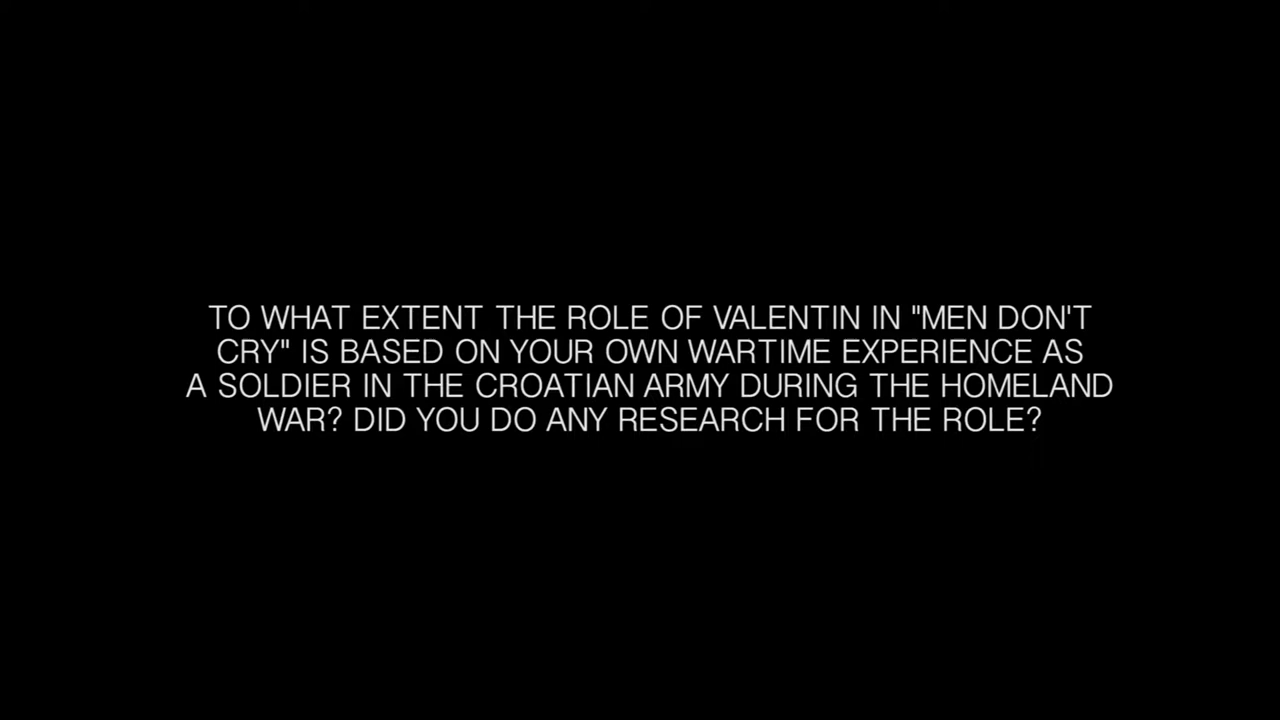 TO WHAT EXTENT THE ROLE OF VALENTIN IN "MEN DON'T
CRY" IS BASED ON YOUR OWN WARTIME EXPERIENCE AS
A SOLDIER IN THE CROATIAN ARMY DURING THE HOMELAND
WAR? DID YOU DO ANY RESEARCH FOR THE ROLE?